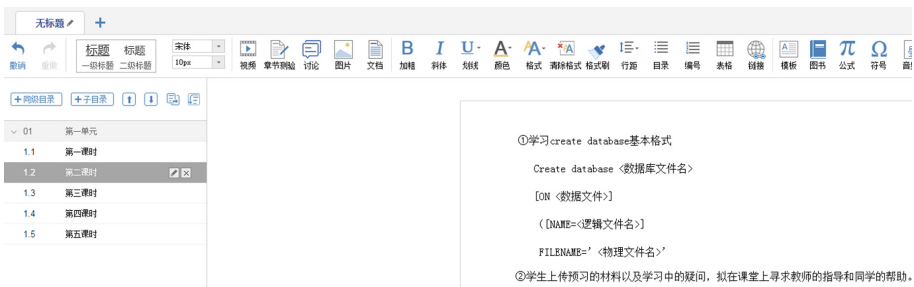 无标题
+
撤销 重做 标题 一级标题 标题 二级标题 宋体 10px 视频 章节测验 讨论 图片 文档 B 加粗 I 斜体 U 划线 A 颜色 A 格式 清除格式 格式刷 行距 目录 编号 表格 链接 模板 图书 π 公式 Ω 符号
+同级目录 +子目录
01 第一单元
1.1 第一课时
1.2 第二课时
1.3 第三课时
1.4 第四课时
1.5 第五课时
①学习create database基本格式
Create database <数据库文件名>
[ON <数据文件>]
([NAME=<逻辑文件名>]
FILENAME=’<物理文件名>’
②学生上传预习的材料以及学习中的疑问，拟在课堂上寻求教师的指导和同学的帮助。